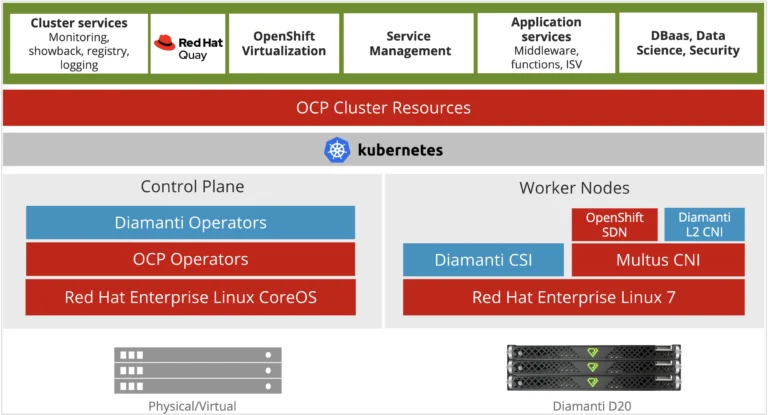 Cluster services
Monitoring,
showback, registry,
logging
Red Hat
Quay
OpenShift
Virtualization
Service
Management
Application
services
Middleware,
functions, ISV
DBaas, Data
Science, Security
OCP Cluster Resources
kubernetes
Control Plane
Diamanti Operators
OCP Operators
Red Hat Enterprise Linux CoreOS
Worker Nodes
OpenShift
SDN
Diamanti
L2 CNI
Diamanti CSI
Multus CNI
Red Hat Enterprise Linux 7
Physical/Virtual
Diamanti D20